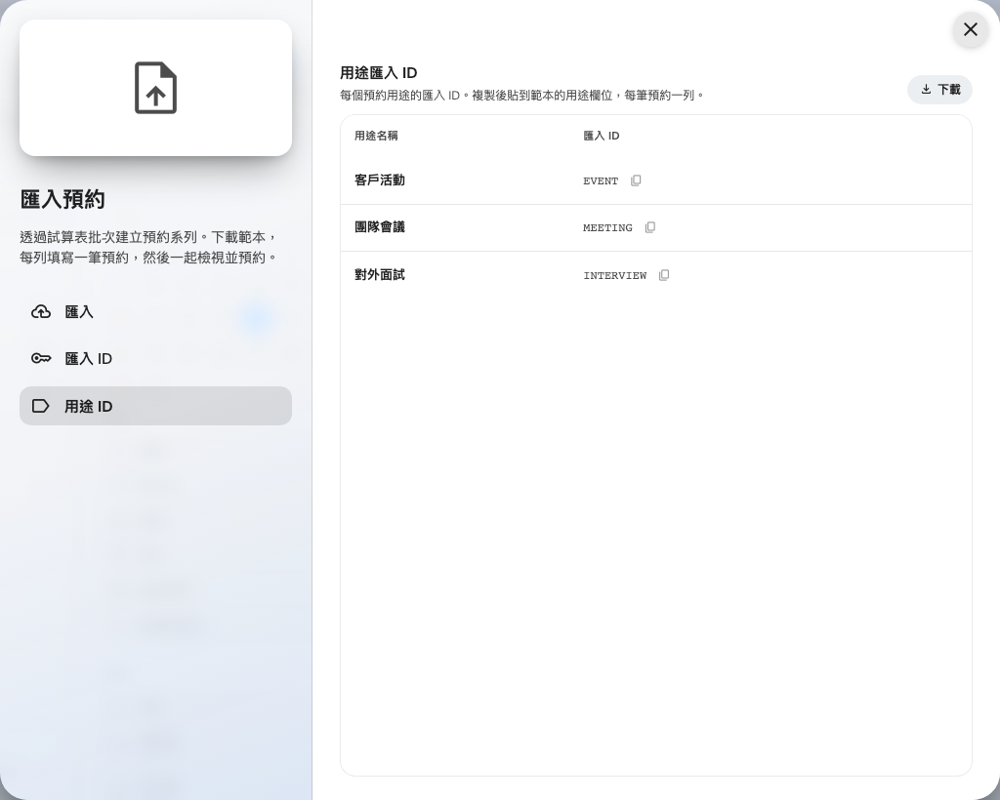 匯入預約
透過試算表批次建立預約系列。下載範本，
每列填寫一筆預約，然後一起檢視並預約。
匯入
匯入 ID
用途 ID
用途匯入 ID
每個預約用途的匯入 ID。複製後貼到範本的用途欄位，每筆預約一列。
下載
用途名稱 匯入 ID
客戶活動 EVENT
團隊會議 MEETING
對外面試 INTERVIEW